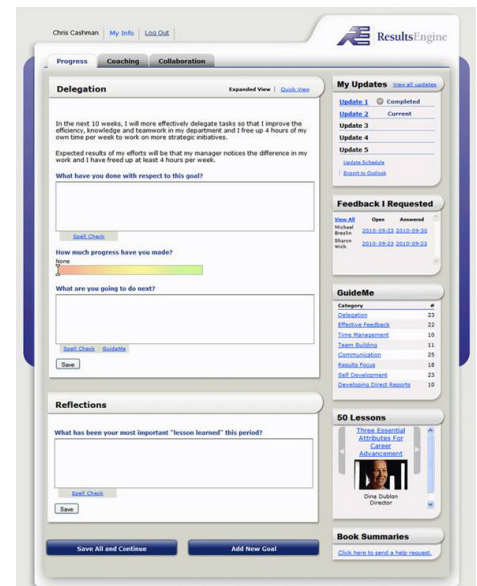 Chris Cashman | My Info | Log Out
ResultsEngine
Progress Coaching Collaboration
Delegation
Expanded View | Quick View
In the next 10 weeks, I will more effectively delegate tasks so that I improve the
efficiency, knowledge and teamwork in my department and I free up 4 hours of my
own time per week to work on more strategic initiatives.
Expected results of my efforts will be that my manager notices the difference in my
work and I have freed up at least 4 hours per week.
What have you done with respect to this goal?
Spell Check
How much progress have you made?
None
What are you going to do next?
Spell Check | GuideMe
Save
Reflections
What has been your most important "lesson learned" this period?
Spell Check
Save
Save All and Continue
Add New Goal
My Updates View all updates
Update 1 Completed
Update 2 Current
Update 3
Update 4
Update 5
Update Schedule
| Export to Outlook
Feedback I Requested
View All Open Answered
Michael
Breslin 2010-09-23 2010-09-30
Sharon
Wick 2010-09-23 2010-09-23
GuideMe
Category #
Delegation 23
Effective Feedback 22
Time Management 10
Team Building 11
Communication 25
Results Focus 18
Self Development 23
Developing Direct Reports 10
50 Lessons
Three Essential
Attributes For
Career
Advancement
Dina Dublon
Director
Book Summaries
Click here to send a help request.